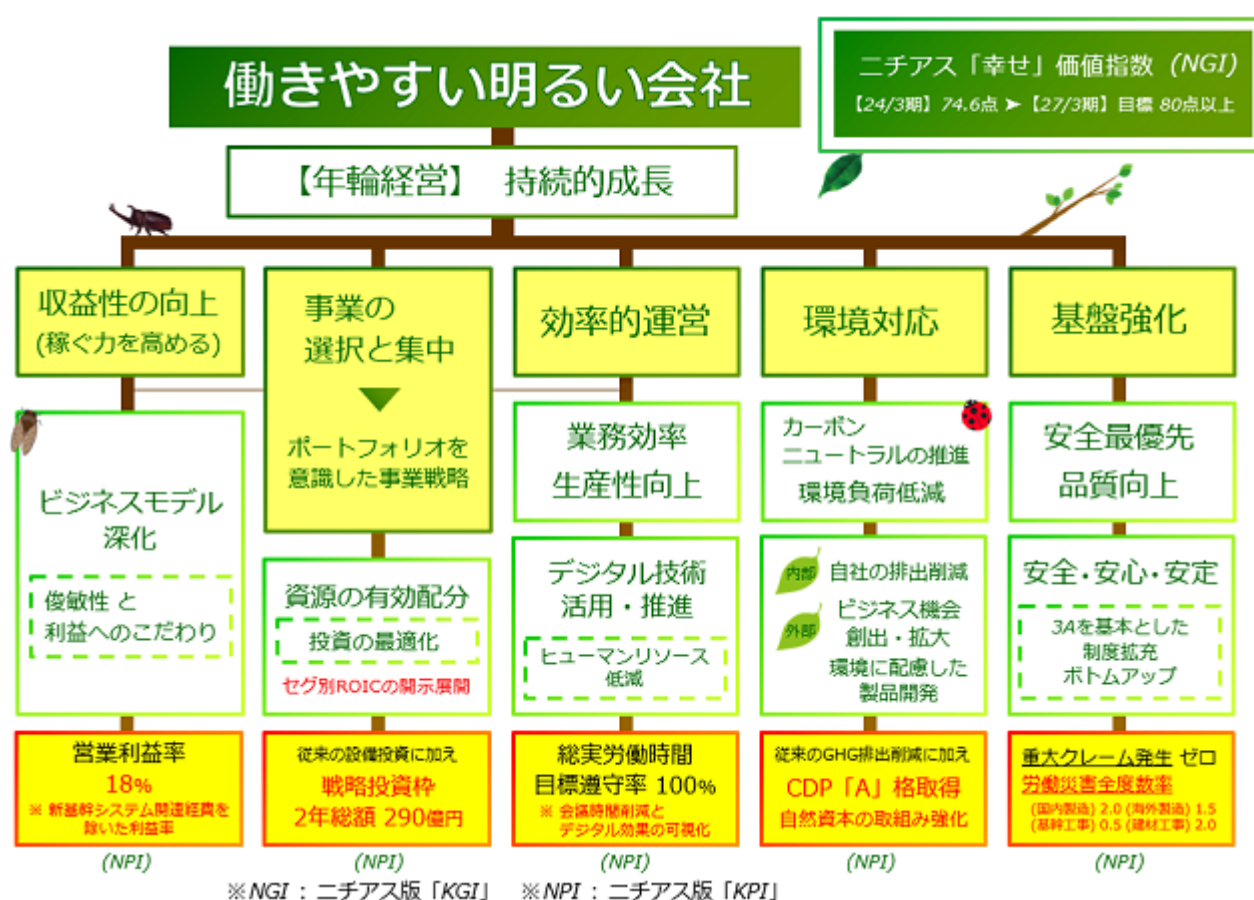 働きやすい明るい会社
ニチアス「幸せ」価値指数 (NGI)
【24/3期】74.6点 ➤ 【27/3期】目標 80点以上
【年輪経営】 持続的成長
収益性の向上
(稼ぐ力を高める)
ビジネスモデル
深化
俊敏性 と
利益へのこだわり
営業利益率
18%
※ 新基幹システム関連経費を
除いた利益率
(NPI)
事業の
選択と集中
ポートフォリオを
意識した事業戦略
資源の有効配分
投資の最適化
セグ別ROICの開示展開
従来の設備投資に加え
戦略投資枠
2年総額 290億円
効率的運営
業務効率
生産性向上
デジタル技術
活用・推進
ヒューマンリソース
低減
総実労働時間
目標遵守率 100%
※ 会議時間削減と
デジタル効果の可視化
(NPI)
環境対応
カーボン
ニュートラルの推進
環境負荷低減
内部 自社の排出削減
外部 ビジネス機会
創出・拡大
環境に配慮した
製品開発
従来のGHG排出削減に加え
CDP「A」格取得
自然資本の取組み強化
(NPI)
基盤強化
安全最優先
品質向上
安全・安心・安定
3Aを基本とした
制度拡充
ボトムアップ
重大クレーム発生 ゼロ
労働災害全度数率
(国内製造) 2.0 (海外製造) 1.5
(基幹工事) 0.5 (建材工事) 2.0
(NPI)
(NPI)
※NGI : ニチアス版「KGI」 ※NPI : ニチアス版「KPI」